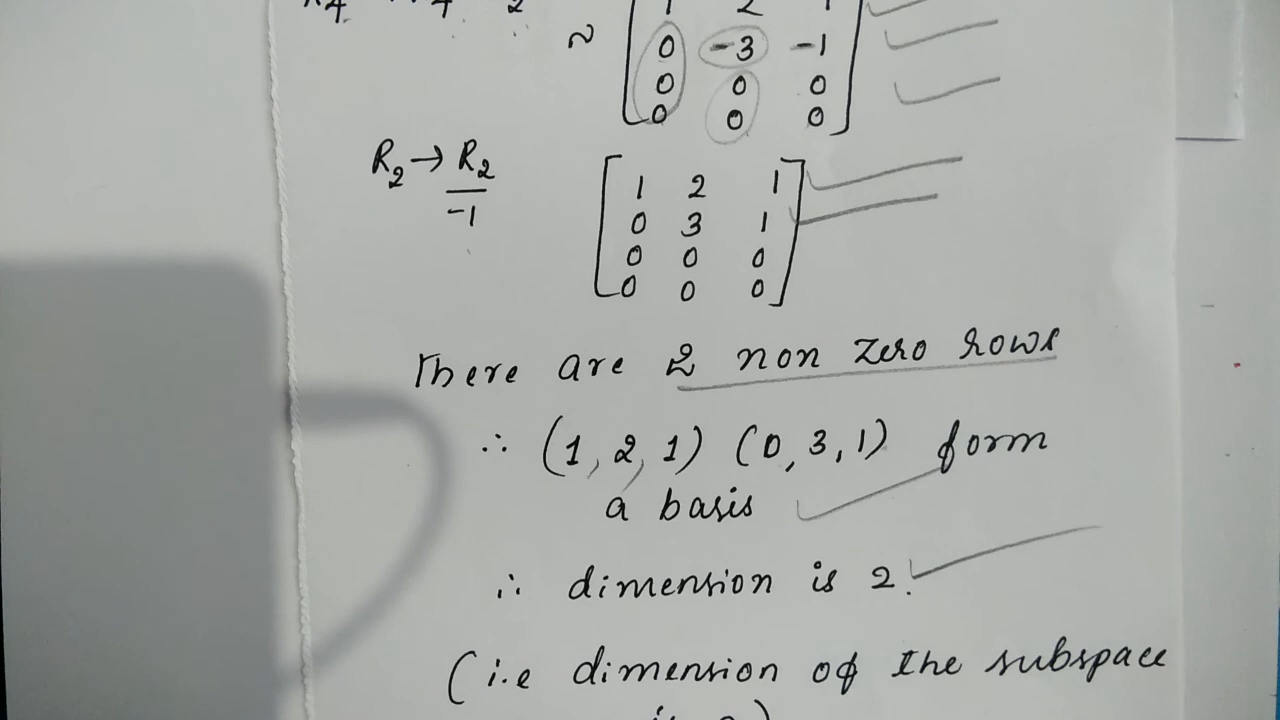 ~ 1 2 1
0 -3 -1
0 0 0
0 0 0
R2 → R2/-1
1 2 1
0 3 1
0 0 0
0 0 0
There are 2 non zero rows
∴ (1, 2, 1) (0, 3, 1) form
a basis
∴ dimension is 2.
(i.e dimension of the subspace